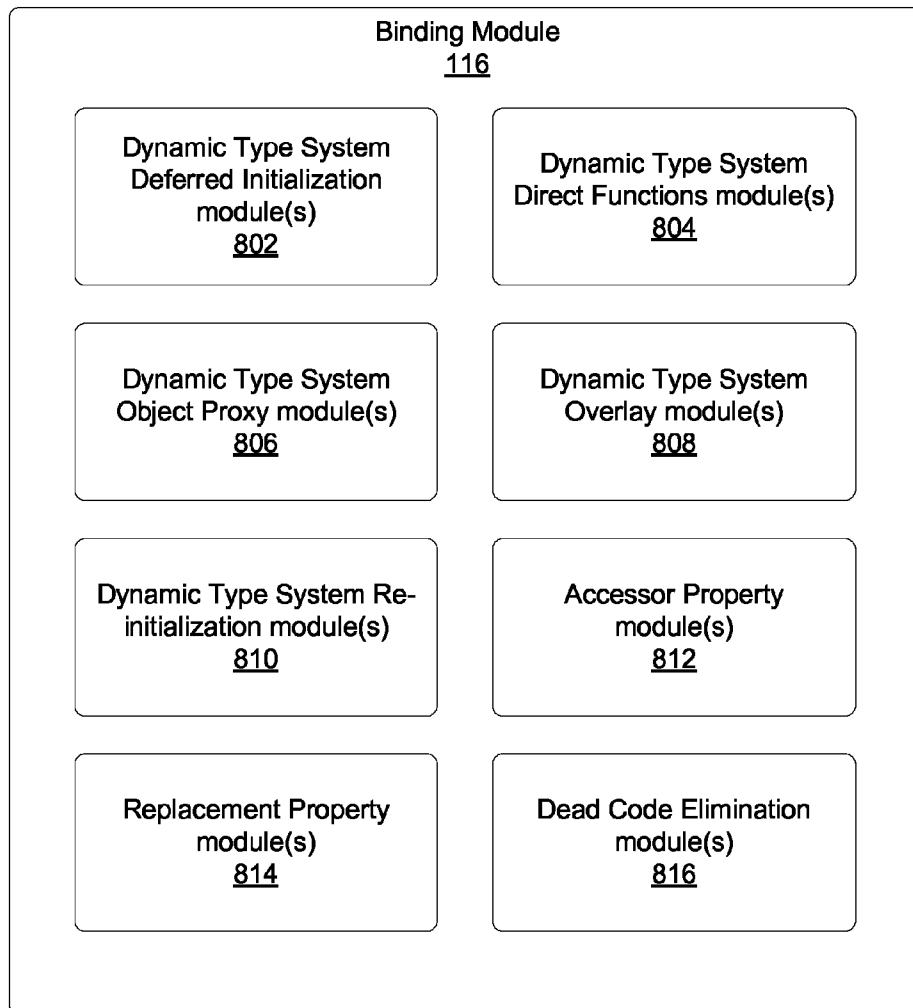 Binding Module
116
Dynamic Type System
Deferred Initialization
module(s)
802
Dynamic Type System
Direct Functions module(s)
804
Dynamic Type System
Object Proxy module(s)
806
Dynamic Type System
Overlay module(s)
808
Dynamic Type System Re-
initialization module(s)
810
Accessor Property
module(s)
812
Replacement Property
module(s)
814
Dead Code Elimination
module(s)
816